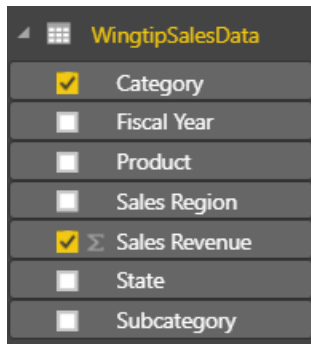 WingtipSalesData
Category
Fiscal Year
Product
Sales Region
Σ Sales Revenue
State
Subcategory